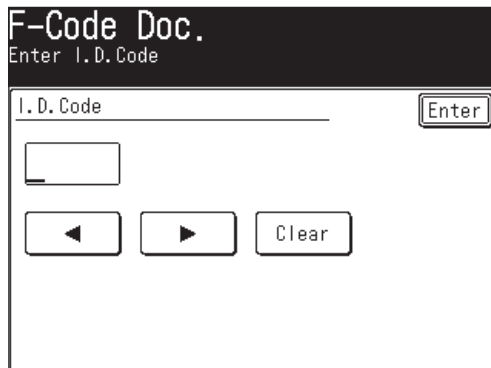 F-Code Doc.
Enter I.D.Code
I.D.Code
Enter
Clear